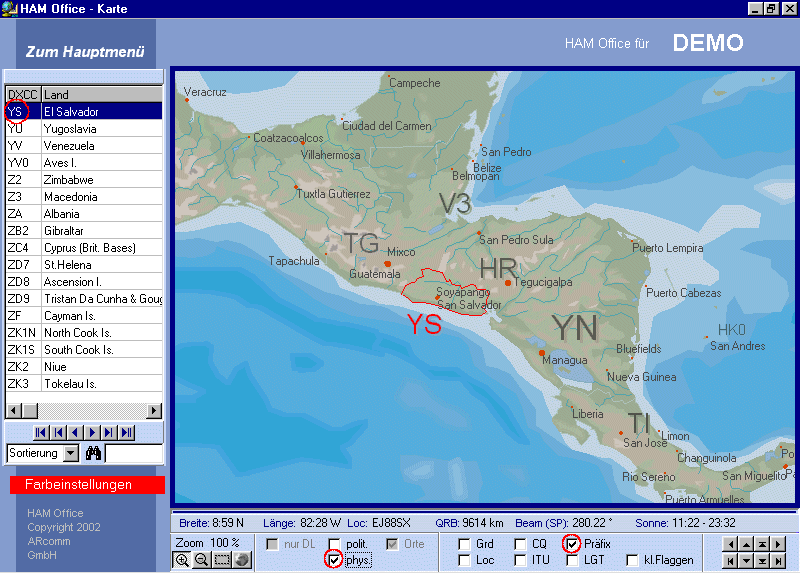 HAM Office - Karte
Zum Hauptmenü
HAM Office für DEMO
DXCC Land
YS El Salvador
YU Yugoslavia
YV Venezuela
YV0 Aves I.
Z2 Zimbabwe
Z3 Macedonia
ZA Albania
ZB2 Gibraltar
ZC4 Cyprus (Brit. Bases)
ZD7 St.Helena
ZD8 Ascension I.
ZD9 Tristan Da Cunha & Goug
ZF Cayman Is.
ZK1N North Cook Is.
ZK1S South Cook Is.
ZK2 Niue
ZK3 Tokelau Is.
Sortierung
Farbeinstellungen
HAM Office
Copyright 2002
ARcomm
GmbH
Campeche
Veracruz
Ciudad del Carmen
Coatzacoalcos
Villahermosa
San Pedro
Belize
Belmopan
Tuxtla Gutierrez
V3
TG
Mixco
San Pedro Sula
Puerto Lempira
Tapachula
Guatemala
HR
Tegucigalpa
Soyapango
San Salvador
Puerto Cabezas
YS
YN
HK0
San Andres
Bluefields
Managua
Nueva Guinea
Liberia
TI
San José
Limon
Changuinola
Rio Sereno
San Miguelito
Po
Pa
Puerto Armuelles
Breite: 8:59 N Länge: 82:28 W Loc: EJ88SX QRB: 9614 km Beam (SP): 280.22 ° Sonne: 11:22 - 23:32
Zoom 100 %
nur DL polit. Orte
phys.
Grd CQ Präfix
Loc ITU LGT kl.Flaggen